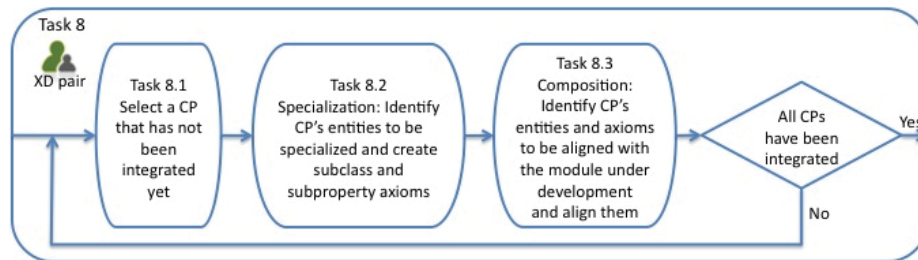 Task 8
XD pair
Task 8.1
Select a CP
that has not
been
integrated
yet
Task 8.2
Specialization: Identify
CP's entities to be
specialized and create
subclass and
subproperty axioms
Task 8.3
Composition:
Identify CP's
entities and axioms
to be aligned with
the module under
development
and align them
All CPs
have been
integrated
Yes
No